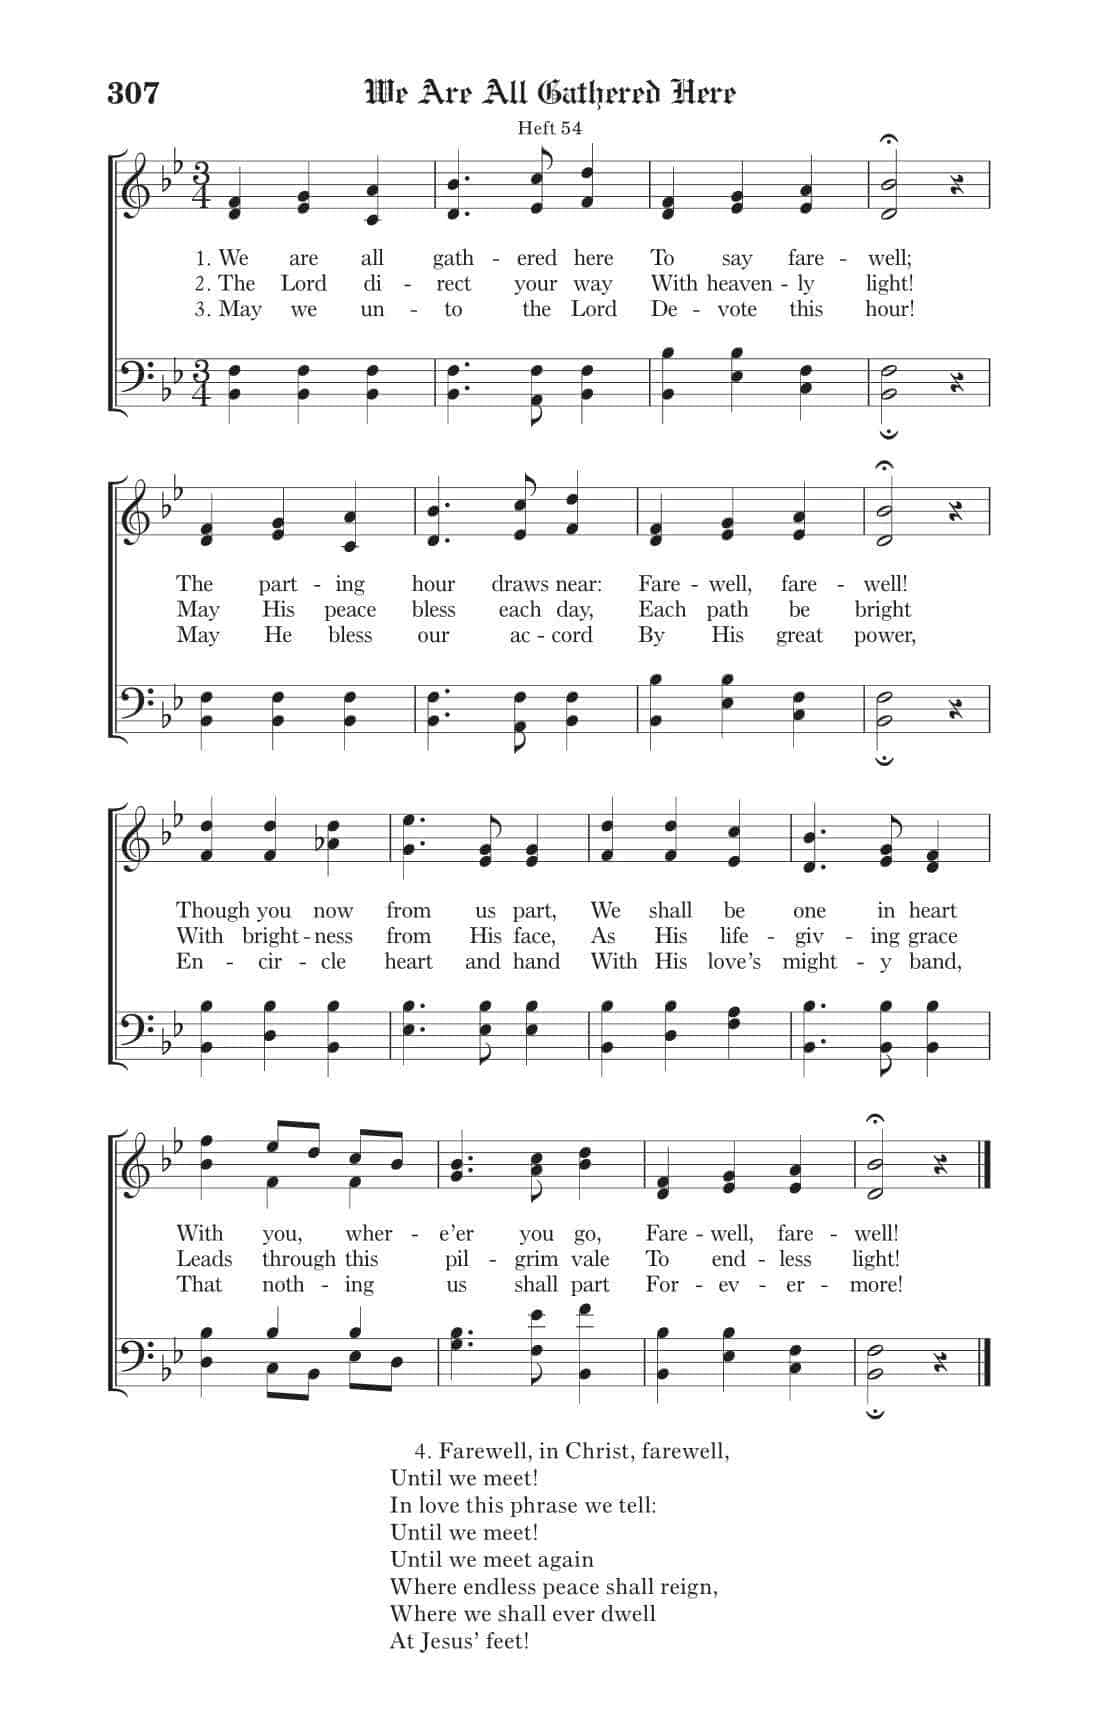 307 We Are All Gathered Here
Heft 54
1. We are all gath - ered here To say fare - well;
2. The Lord di - rect your way With heaven - ly light!
3. May we un - to the Lord De - vote this hour!
The part - ing hour draws near: Fare - well, fare - well!
May His peace bless each day, Each path be bright
May He bless our ac - cord By His great power,
Though you now from us part, We shall be one in heart
With bright - ness from His face, As His life - giv - ing grace
En - cir - cle heart and hand With His love's might - y band,
With you, wher - e'er you go, Fare - well, fare - well!
Leads through this pil - grim vale To end - less light!
That noth - ing us shall part For - ev - er - more!
4. Farewell, in Christ, farewell,
Until we meet!
In love this phrase we tell:
Until we meet!
Until we meet again
Where endless peace shall reign,
Where we shall ever dwell
At Jesus' feet!